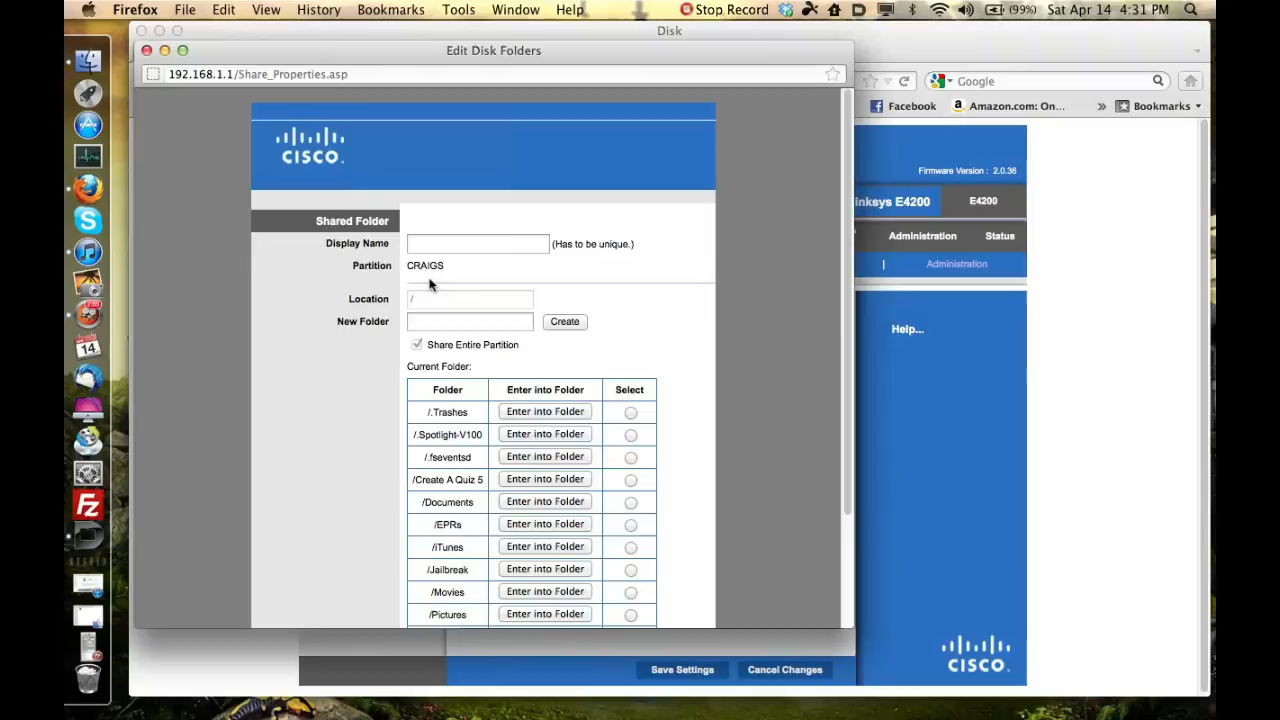 Firefox File Edit View History Bookmarks Tools Window Help Stop Record (99%) Sat Apr 14 4:31 PM
Disk
Edit Disk Folders
192.168.1.1/Share_Properties.asp
Google
Facebook Amazon.com: On... » Bookmarks
CISCO.
Firmware Version : 2.0.36
inksys E4200 E4200
Administration Status
| Administration
Help...
Shared Folder
Display Name (Has to be unique.)
Partition CRAIGS
Location /
New Folder Create
Share Entire Partition
Current Folder:
Folder Enter into Folder Select
/.Trashes Enter into Folder
/.Spotlight-V100 Enter into Folder
/.fseventsd Enter into Folder
/Create A Quiz 5 Enter into Folder
/Documents Enter into Folder
/EPRs Enter into Folder
/iTunes Enter into Folder
/Jailbreak Enter into Folder
/Movies Enter into Folder
/Pictures Enter into Folder
CISCO.
Save Settings Cancel Changes
14
Fz